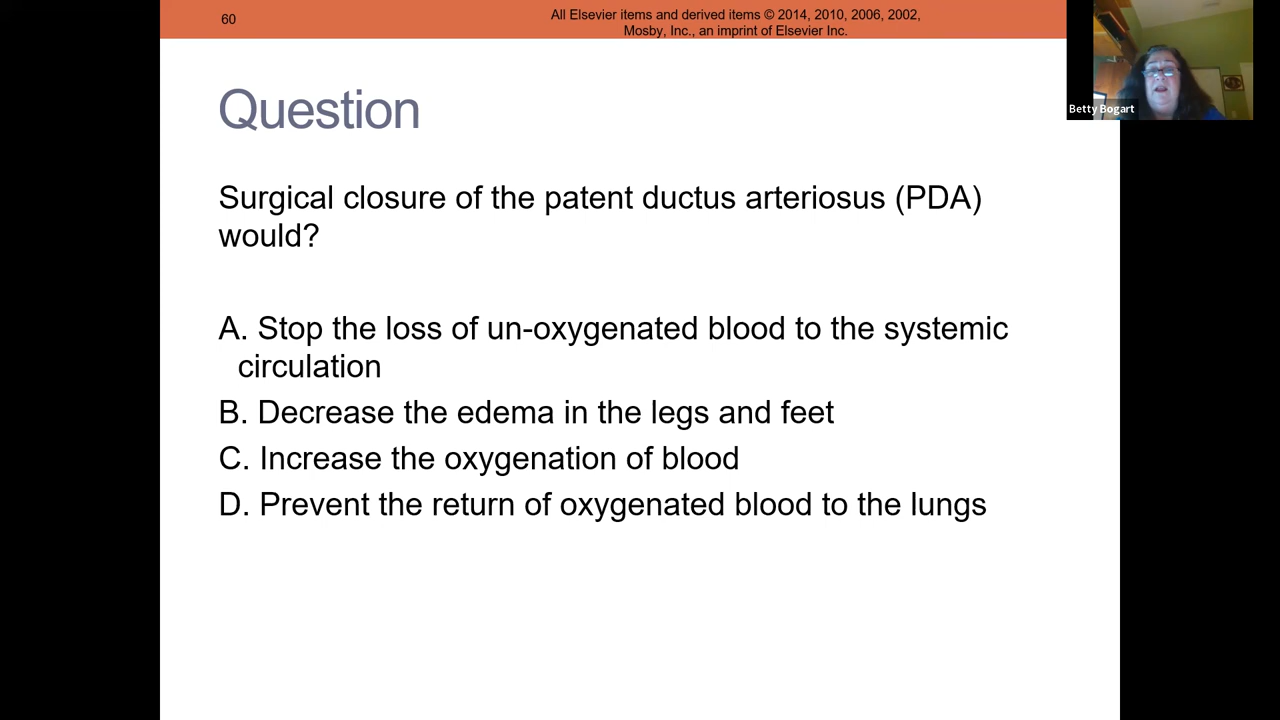 60
All Elsevier items and derived items © 2014, 2010, 2006, 2002,
Mosby, Inc., an imprint of Elsevier Inc.
Betty Bogart
Question
Surgical closure of the patent ductus arteriosus (PDA)
would?
A. Stop the loss of un-oxygenated blood to the systemic
circulation
B. Decrease the edema in the legs and feet
C. Increase the oxygenation of blood
D. Prevent the return of oxygenated blood to the lungs